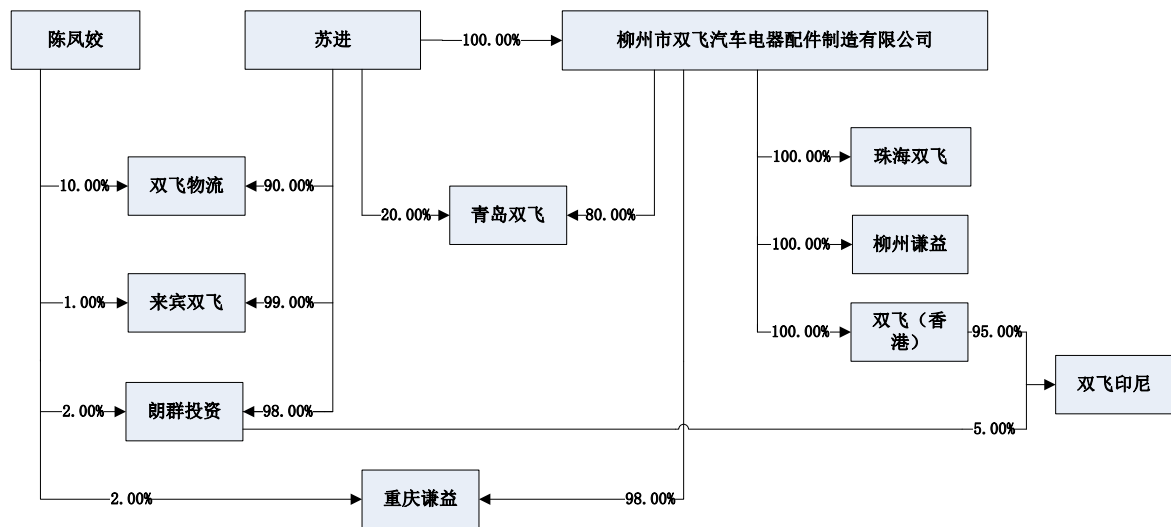 陈凤姣
苏进
100.00%
柳州市双飞汽车电器配件制造有限公司
100.00%
珠海双飞
10.00%
双飞物流
90.00%
20.00%
青岛双飞
80.00%
100.00%
柳州谦益
1.00%
来宾双飞
99.00%
100.00%
双飞（香
港）
95.00%
双飞印尼
2.00%
朗群投资
98.00%
5.00%
2.00%
重庆谦益
98.00%